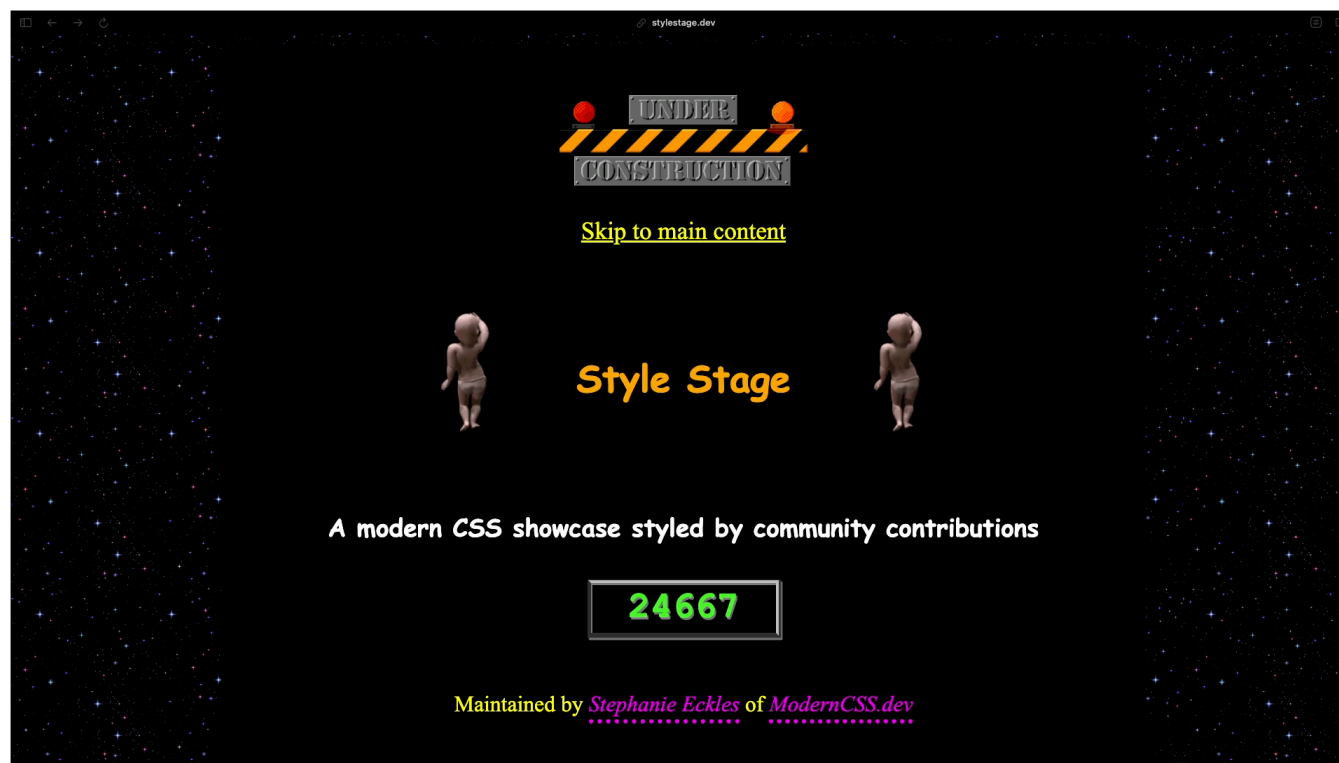 stylestage.dev
UNDER
CONSTRUCTION
Skip to main content
Style Stage
A modern CSS showcase styled by community contributions
24667
Maintained by Stephanie Eckles of ModernCSS.dev